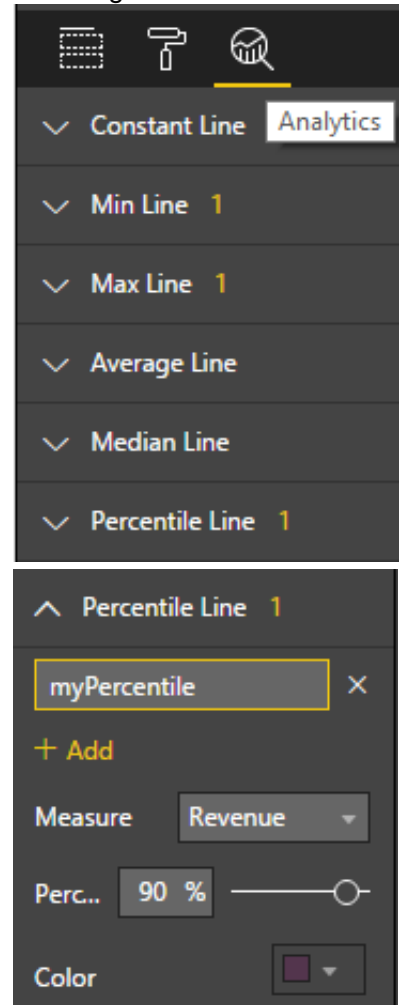 Constant Line Analytics
Min Line 1
Max Line 1
Average Line
Median Line
Percentile Line 1
Percentile Line 1
myPercentile
+ Add
Measure Revenue
Perc... 90 %
Color